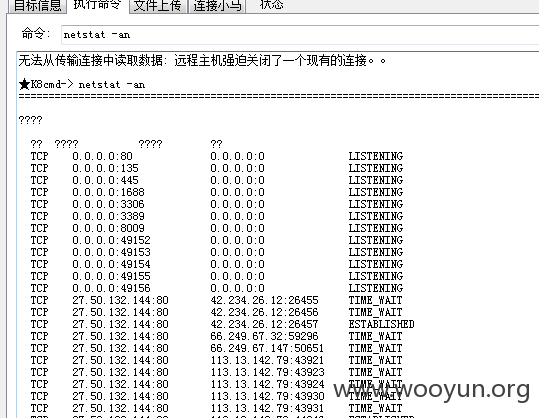 目标信息 执行命令 文件上传 连接小马 状态
命令: netstat -an
无法从传输连接中读取数据: 远程主机强迫关闭了一个现有的连接。。
★K8cmd-> netstat -an
================================================================================
????
?? ???? ???? ??
TCP 0.0.0.0:80 0.0.0.0:0 LISTENING
TCP 0.0.0.0:135 0.0.0.0:0 LISTENING
TCP 0.0.0.0:445 0.0.0.0:0 LISTENING
TCP 0.0.0.0:1688 0.0.0.0:0 LISTENING
TCP 0.0.0.0:3306 0.0.0.0:0 LISTENING
TCP 0.0.0.0:3389 0.0.0.0:0 LISTENING
TCP 0.0.0.0:8009 0.0.0.0:0 LISTENING
TCP 0.0.0.0:49152 0.0.0.0:0 LISTENING
TCP 0.0.0.0:49153 0.0.0.0:0 LISTENING
TCP 0.0.0.0:49154 0.0.0.0:0 LISTENING
TCP 0.0.0.0:49155 0.0.0.0:0 LISTENING
TCP 0.0.0.0:49156 0.0.0.0:0 LISTENING
TCP 27.50.132.144:80 42.234.26.12:26455 TIME_WAIT
TCP 27.50.132.144:80 42.234.26.12:26456 TIME_WAIT
TCP 27.50.132.144:80 42.234.26.12:26457 ESTABLISHED
TCP 27.50.132.144:80 66.249.67.32:59296 TIME_WAIT
TCP 27.50.132.144:80 66.249.67.147:50651 TIME_WAIT
TCP 27.50.132.144:80 113.13.142.79:43921 TIME_WAIT
TCP 27.50.132.144:80 113.13.142.79:43923 TIME_WAIT
TCP 27.50.132.144:80 113.13.142.79:43924 TIME_WAIT
TCP 27.50.132.144:80 113.13.142.79:43930 TIME_WAIT
TCP 27.50.132.144:80 113.13.142.79:43931 TIME_WAIT
www.wooyun.org